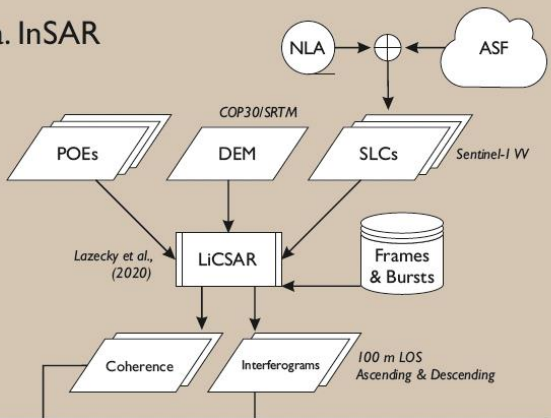 a. InSAR
NLA
ASF
COP30/SRTM
POEs
DEM
SLCs
Sentinel-1 VV
Lazecky et al.,
(2020)
LiCSAR
Frames
& Bursts
Coherence
Interferograms
100 m LOS
Ascending & Descending